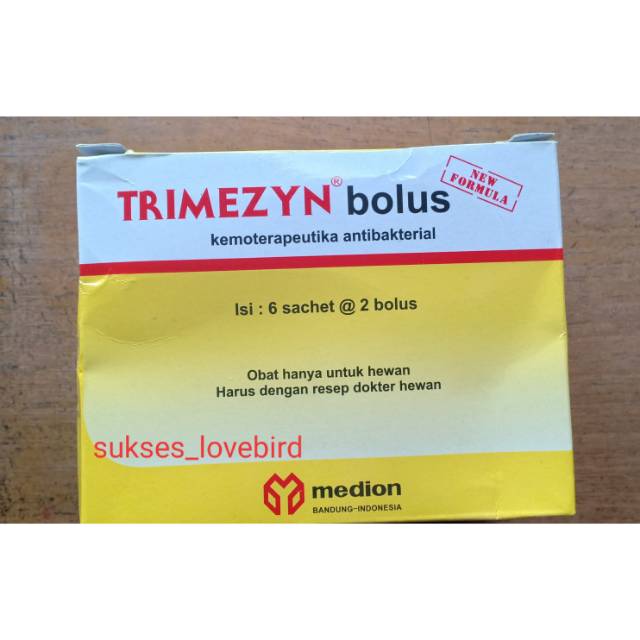 TRIMEZYN® bolus
NEW
FORMULA
kemoterapeutika antibakterial
Isi : 6 sachet @ 2 bolus
Obat hanya untuk hewan
Harus dengan resep dokter hewan
sukses_lovebird
medion
BANDUNG-INDONESIA